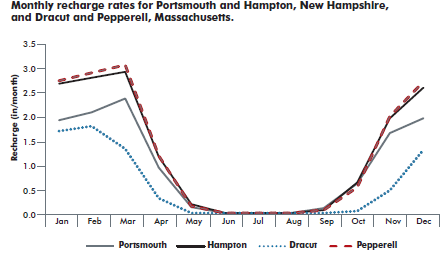 Monthly recharge rates for Portsmouth and Hampton, New Hampshire,
and Dracut and Pepperell, Massachusetts.
Recharge (in/month)
3.5
3.0
2.5
2.0
1.5
1.0
0.5
0.0
Jan Feb Mar Apr May Jun Jul Aug Sep Oct Nov Dec
Portsmouth Hampton Dracut Pepperell